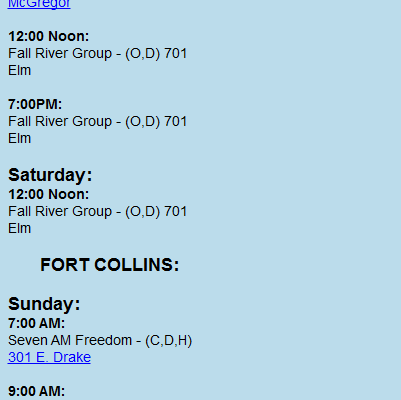 McGregor
12:00 Noon:
Fall River Group - (O,D) 701
Elm
7:00PM:
Fall River Group - (O,D) 701
Elm
Saturday:
12:00 Noon:
Fall River Group - (O,D) 701
Elm
FORT COLLINS:
Sunday:
7:00 AM:
Seven AM Freedom - (C,D,H)
301 E. Drake
9:00 AM: